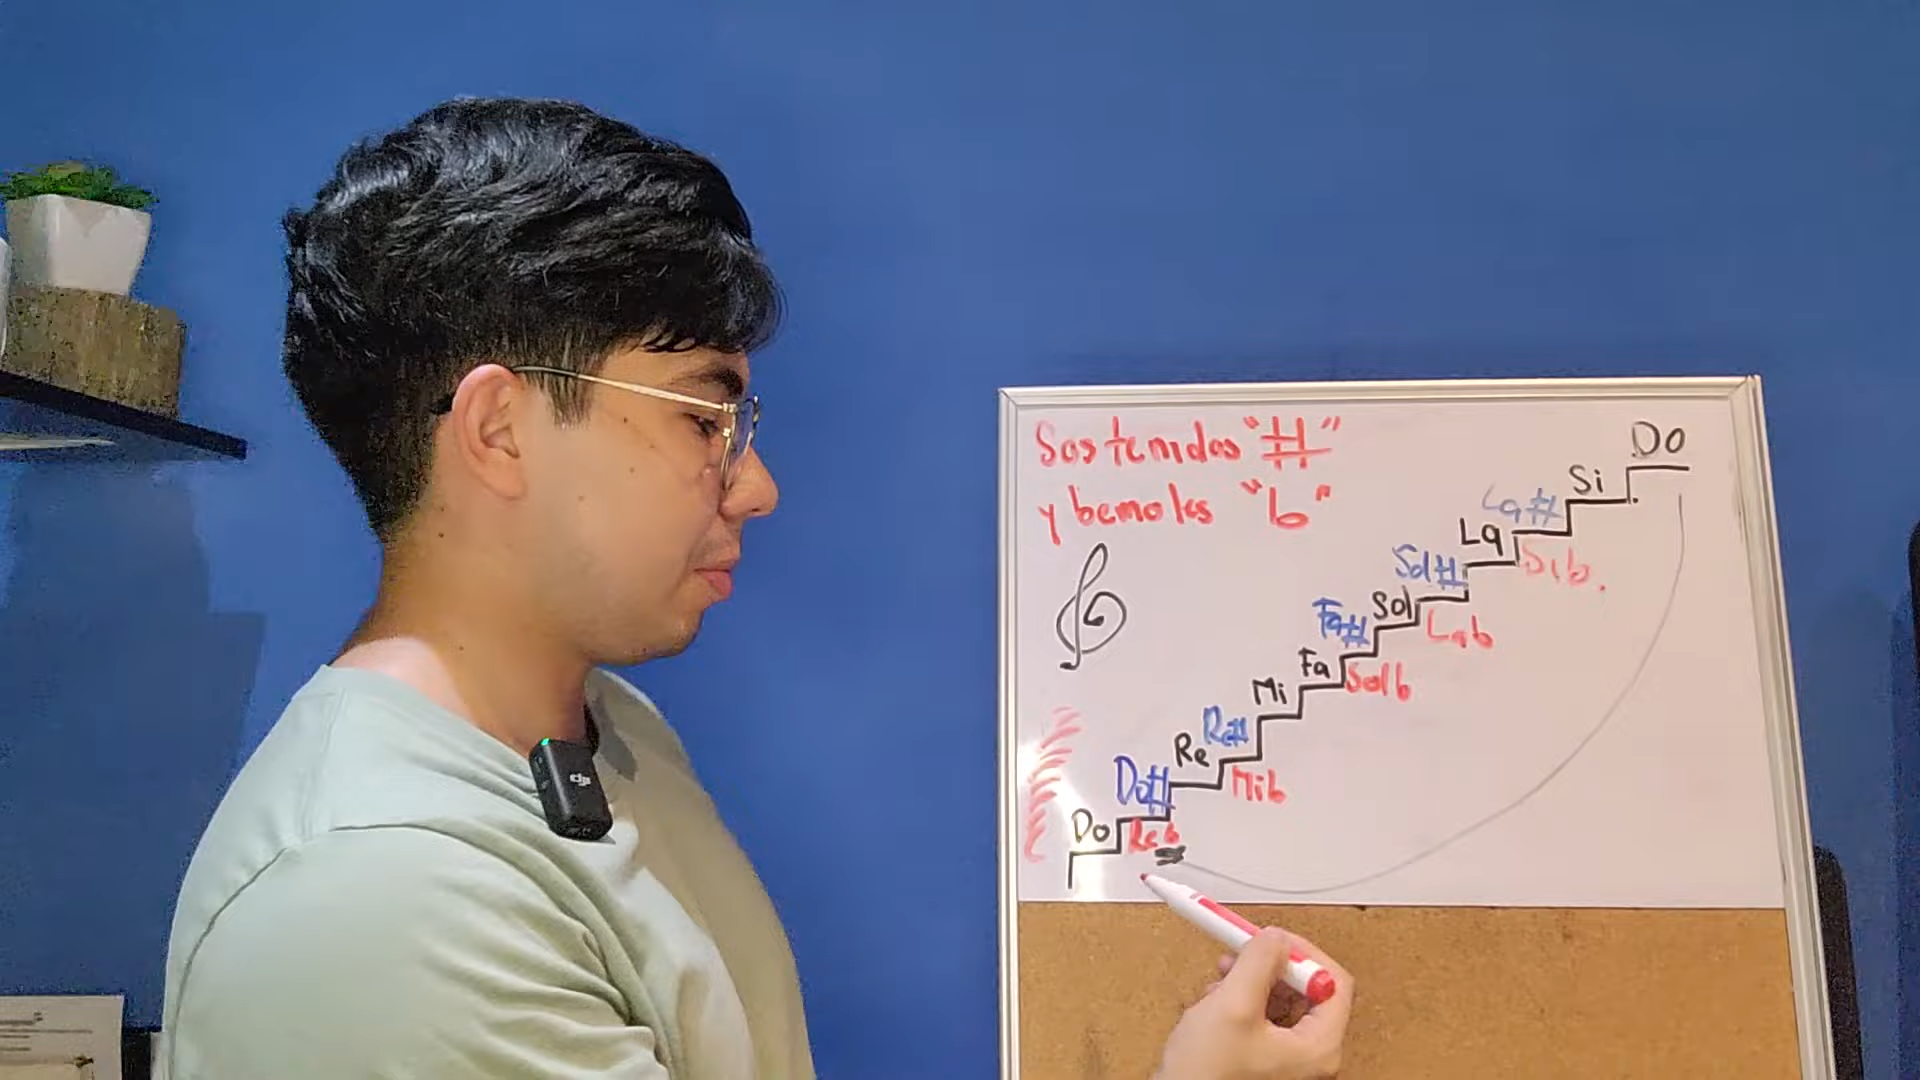 Sostenidos "#"
y bemoles "b"
Do
Si
La#
La
Sib.
Sol#
Sol
Lab
Fa#
Fa
Solb
Mi
Re#
Re
Mib
Do#
Do
Reb
dji